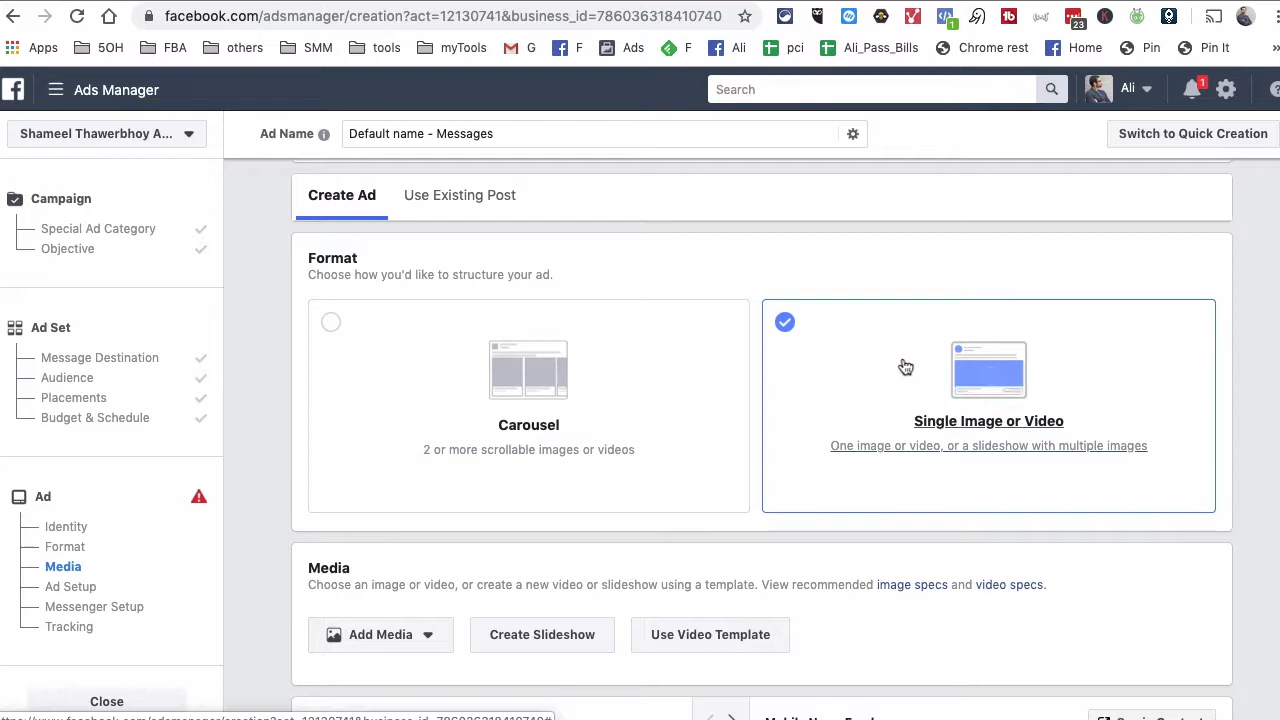 facebook.com/adsmanager/creation?act=12130741&business_id=786036318410740
1
23
Apps 5OH FBA others SMM tools myTools G F Ads F Ali pci Ali_Pass_Bills Chrome rest Home Pin Pin It »
Ads Manager
Search
Ali
1
Shameel Thawerbhoy A...
Ad Name
Default name - Messages
Switch to Quick Creation
Campaign
Special Ad Category
Objective
Ad Set
Message Destination
Audience
Placements
Budget & Schedule
Ad
Identity
Format
Media
Ad Setup
Messenger Setup
Tracking
Close
Create Ad Use Existing Post
Format
Choose how you'd like to structure your ad.
Carousel
2 or more scrollable images or videos
Single Image or Video
One image or video, or a slideshow with multiple images
Media
Choose an image or video, or create a new video or slideshow using a template. View recommended image specs and video specs.
Add Media
Create Slideshow
Use Video Template